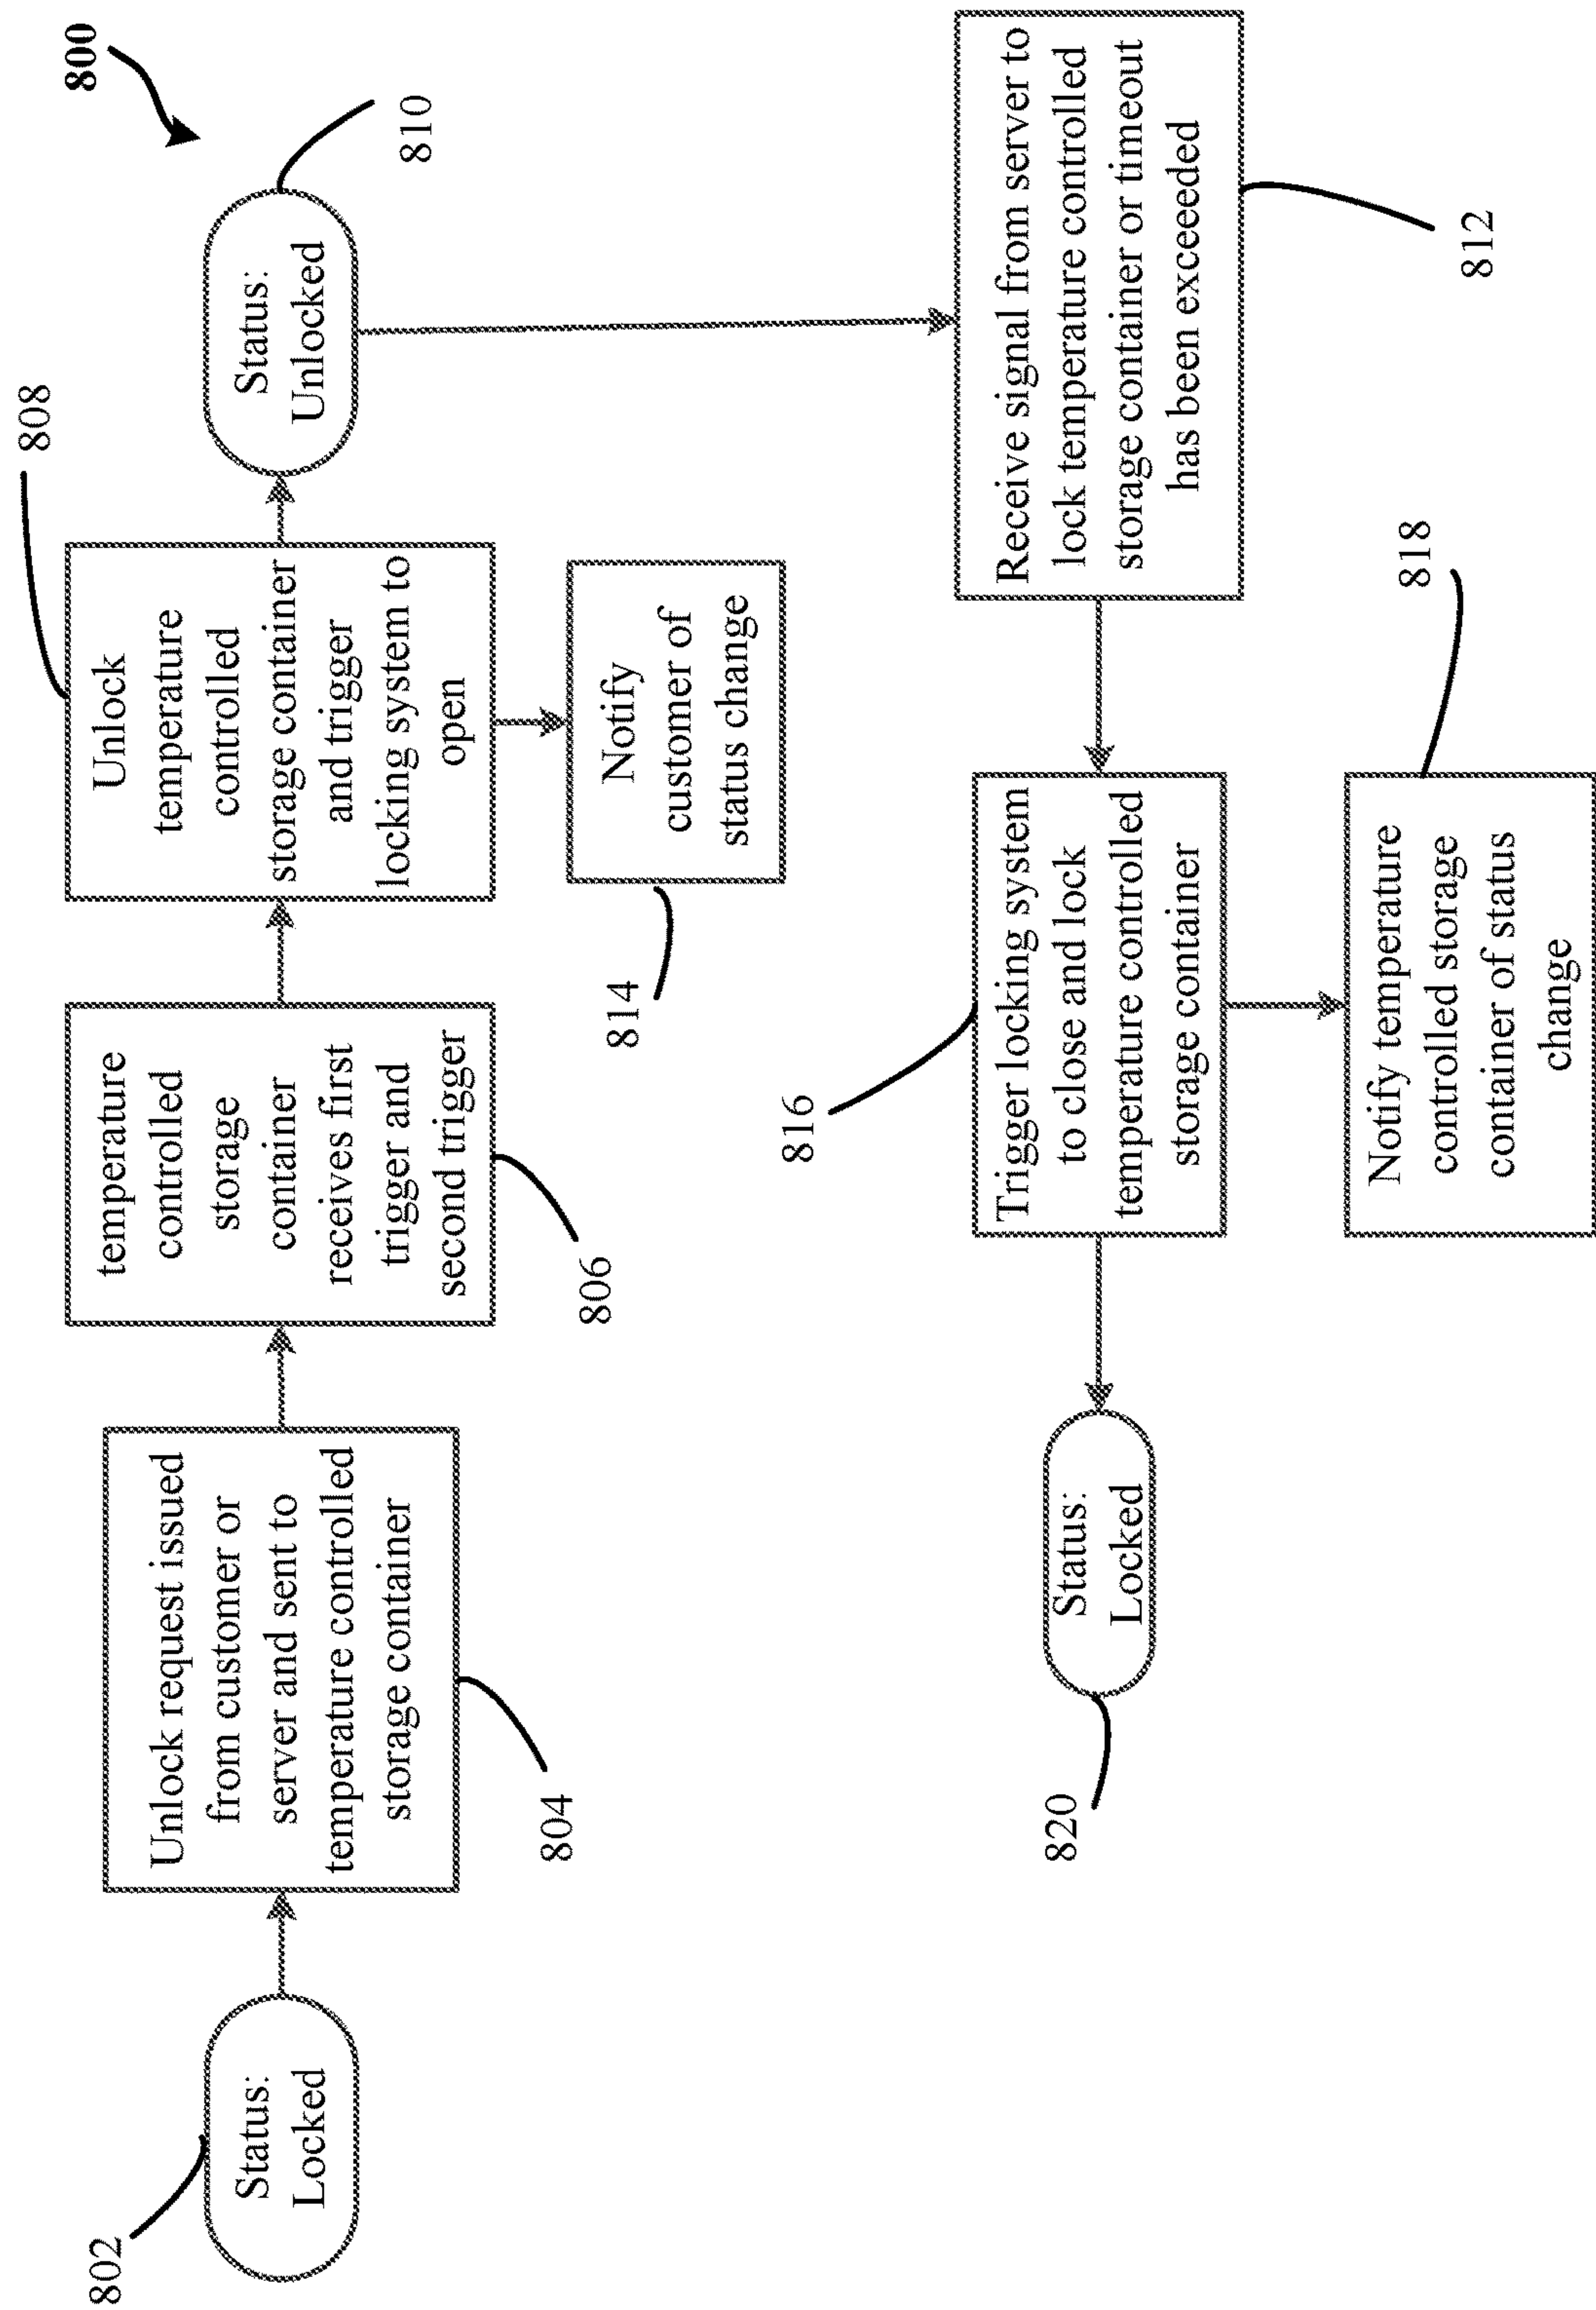 800
802
Status:
Locked
804
Unlock request issued
from customer or
server and sent to
temperature controlled
storage container
806
temperature
controlled
storage
container
receives first
trigger and
second trigger
808
Unlock
temperature
controlled
storage container
and trigger
locking system to
open
810
Status:
Unlocked
814
Notify
customer of
status change
812
Receive signal from server to
lock temperature controlled
storage container or timeout
has been exceeded
816
Trigger locking system
to close and lock
temperature controlled
storage container
818
Notify temperature
controlled storage
container of status
change
820
Status:
Locked